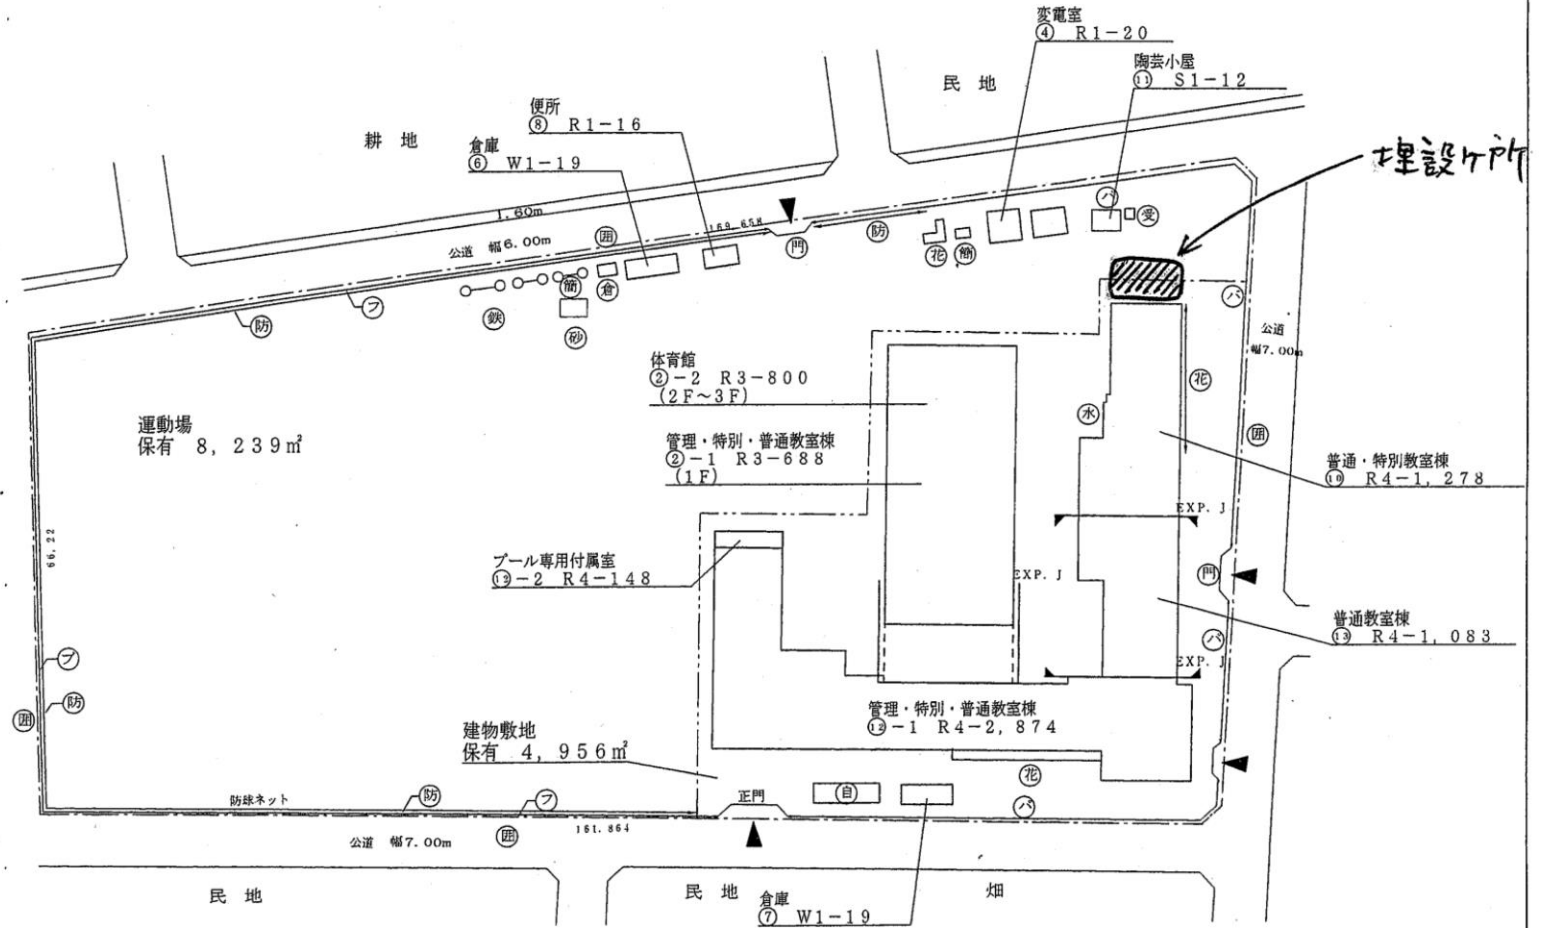 変電室
④ R1-20
陶芸小屋
⑪ S1-12
民 地
便所
⑧ R1-16
耕 地
倉庫
⑥ W1-19
埋設ケ所
1.60m
169.658
公道 幅6.00m
囲
門
防
花
簡
バ
受
鉄
簡
倉
砂
防
フ
バ
公道
幅7.00m
体育館
②-2 R3-800
(2F~3F)
花
水
囲
運動場
保有 8,239㎡
管理・特別・普通教室棟
②-1 R3-688
(1F)
普通・特別教室棟
⑩ R4-1,278
EXP. J
66.22
プール専用付属室
⑫-2 R4-148
EXP. J
門
普通教室棟
⑬ R4-1,083
バ
EXP. J
フ
防
囲
管理・特別・普通教室棟
⑫-1 R4-2,874
建物敷地
保有 4,956㎡
花
防球ネット
防
フ
正門
自
バ
公道 幅7.00m
囲
161.864
民 地
民 地
畑
倉庫
⑦ W1-19